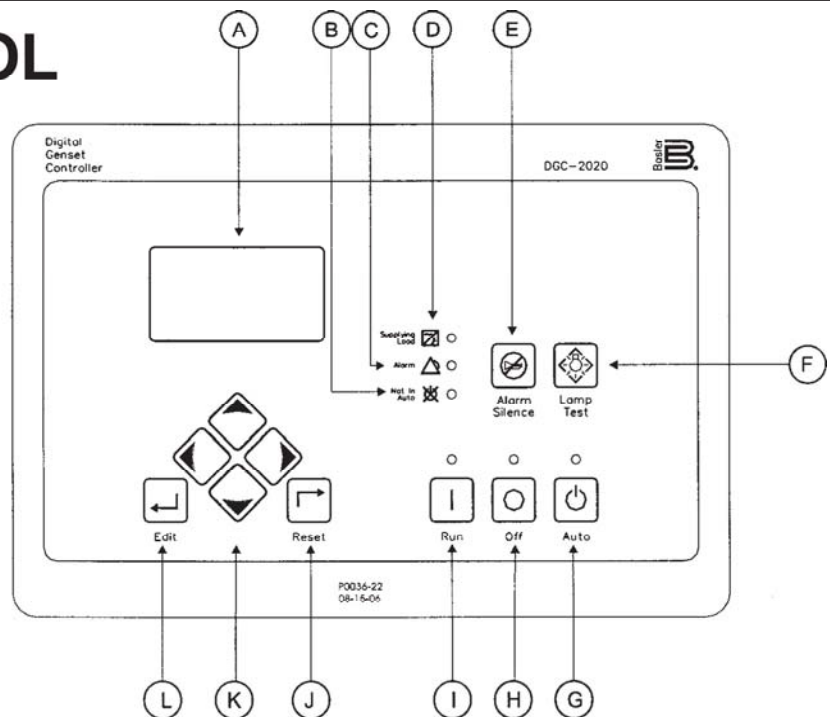 OL
A
B
C
D
E
Digital
Genset
Controller
DGC-2020
Basler
B.
Supplying
Load
Alarm
Not In
Auto
Alarm
Silence
Lamp
Test
F
Edit
Reset
Run
Off
Auto
P0036-22
08-15-06
L
K
J
I
H
G